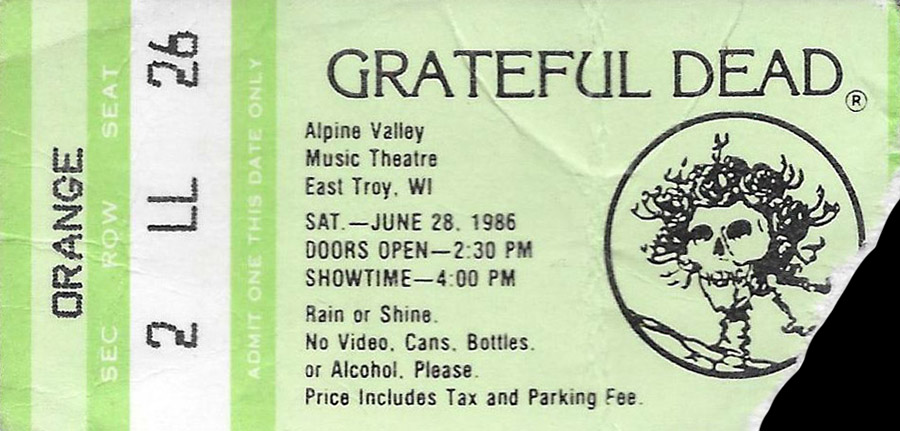 ORANGE
SEC ROW SEAT
2 LL 26
ADMIT ONE THIS DATE ONLY
GRATEFUL DEAD ®
Alpine Valley
Music Theatre
East Troy, WI
SAT.—JUNE 28, 1986
DOORS OPEN—2:30 PM
SHOWTIME—4:00 PM
Rain or Shine.
No Video, Cans, Bottles.
or Alcohol, Please.
Price Includes Tax and Parking Fee.